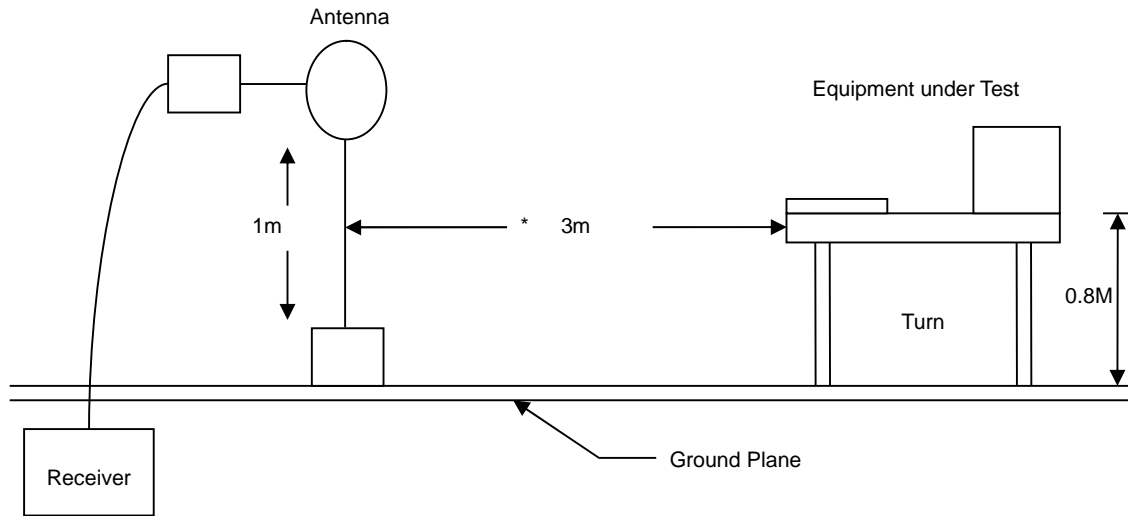 Antenna
Equipment under Test
1m
* 3m
0.8M
Turn
Ground Plane
Receiver